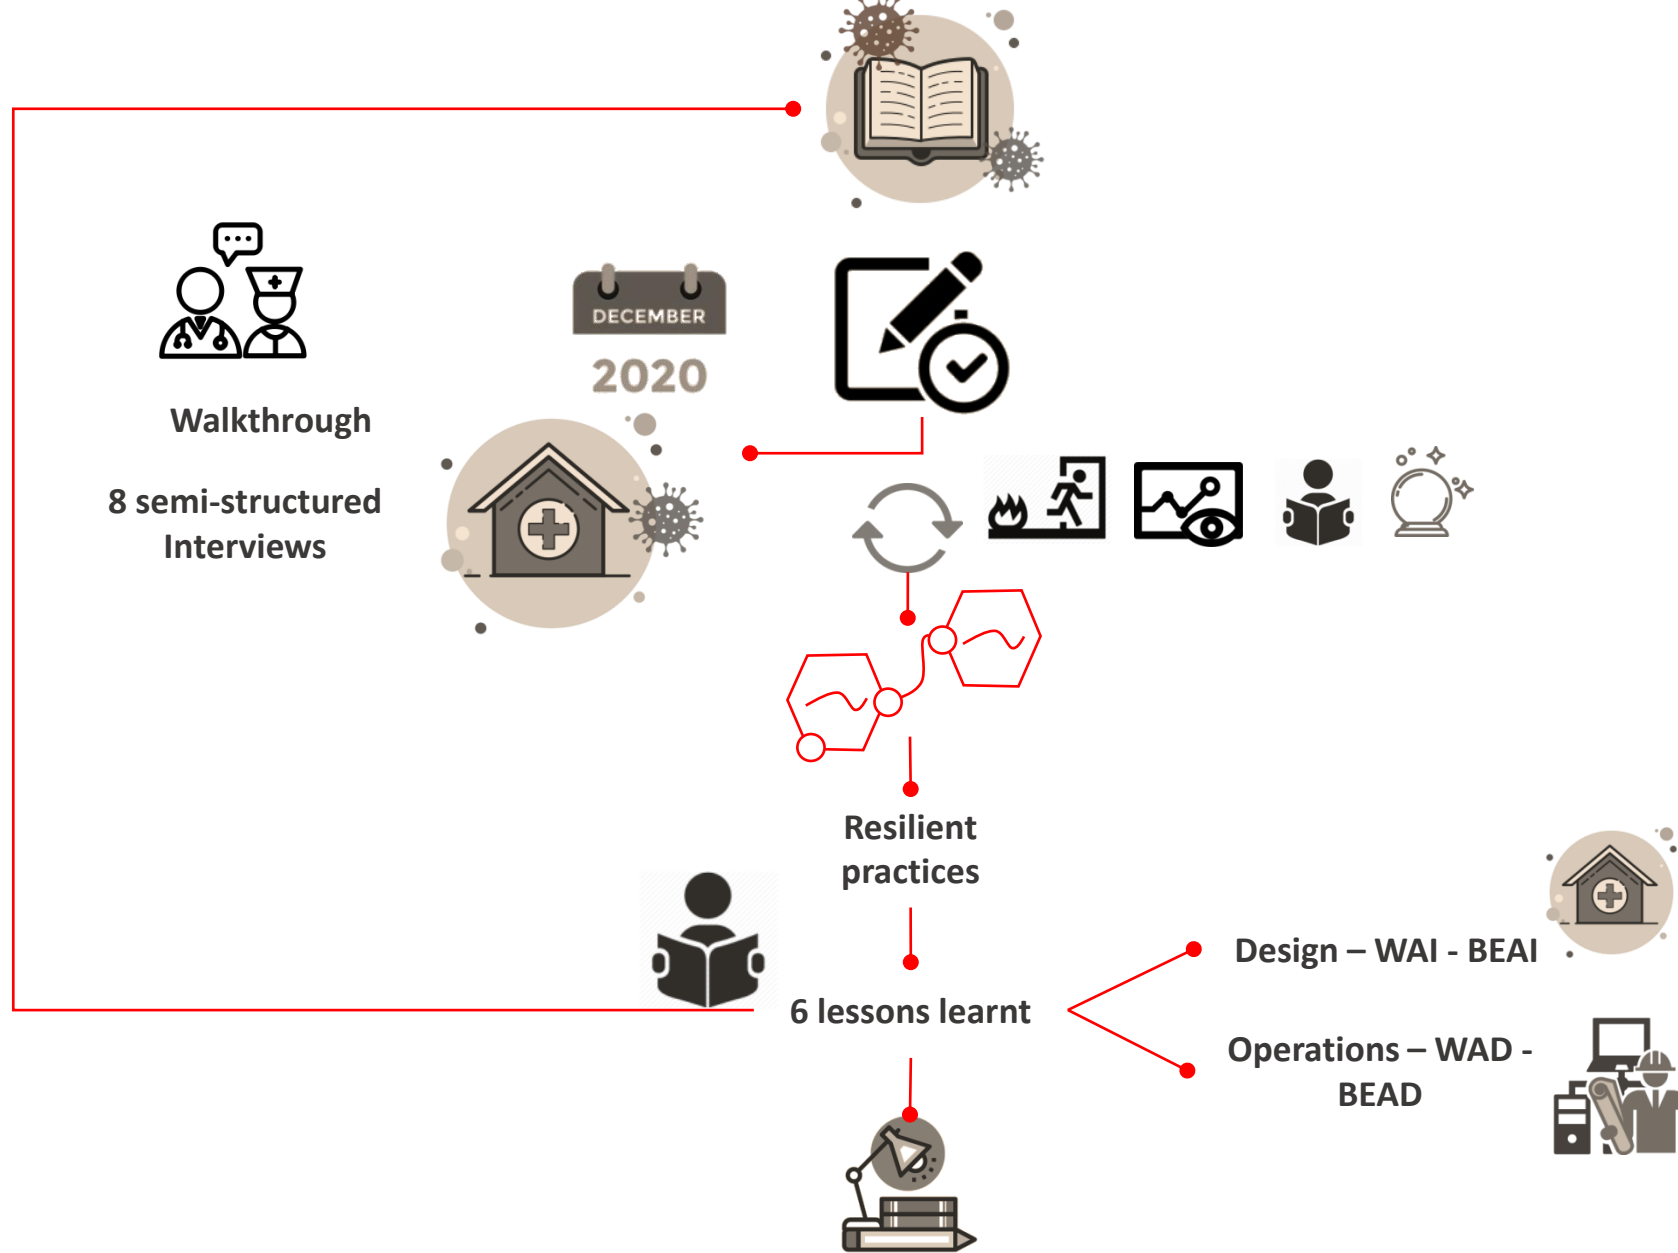 DECEMBER
2020
Walkthrough
8 semi-structured
Interviews
Resilient
practices
6 lessons learnt
Design – WAI - BEAI
Operations – WAD -
BEAD